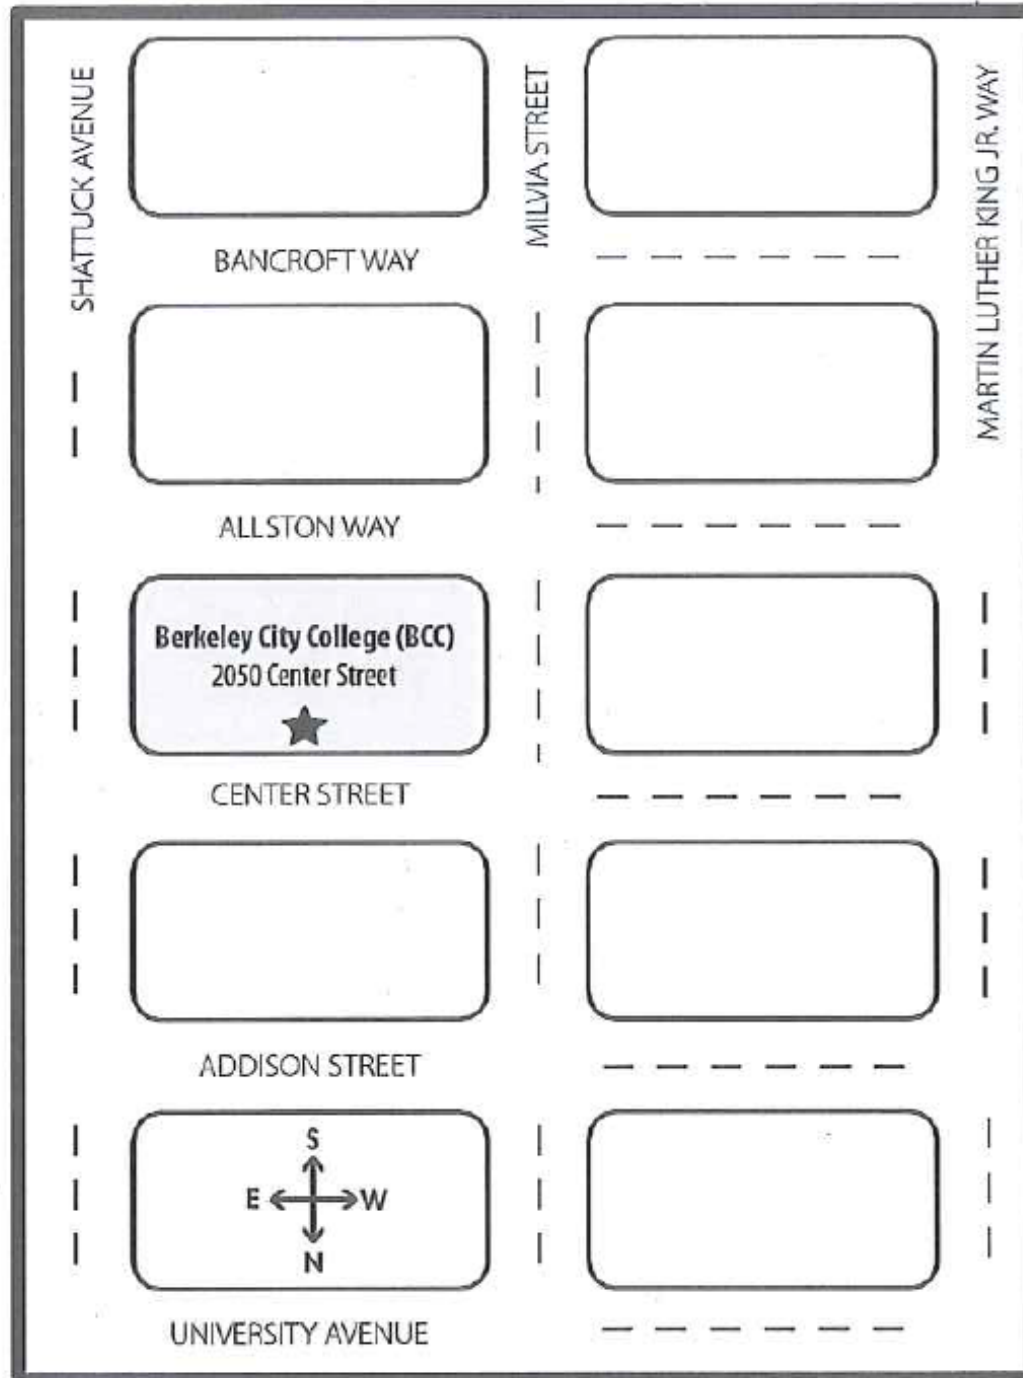 SHATTUCK AVENUE
MILVIA STREET
MARTIN LUTHER KING JR. WAY
BANCROFT WAY
ALLSTON WAY
Berkeley City College (BCC)
2050 Center Street
CENTER STREET
ADDISON STREET
S
E W
N
UNIVERSITY AVENUE